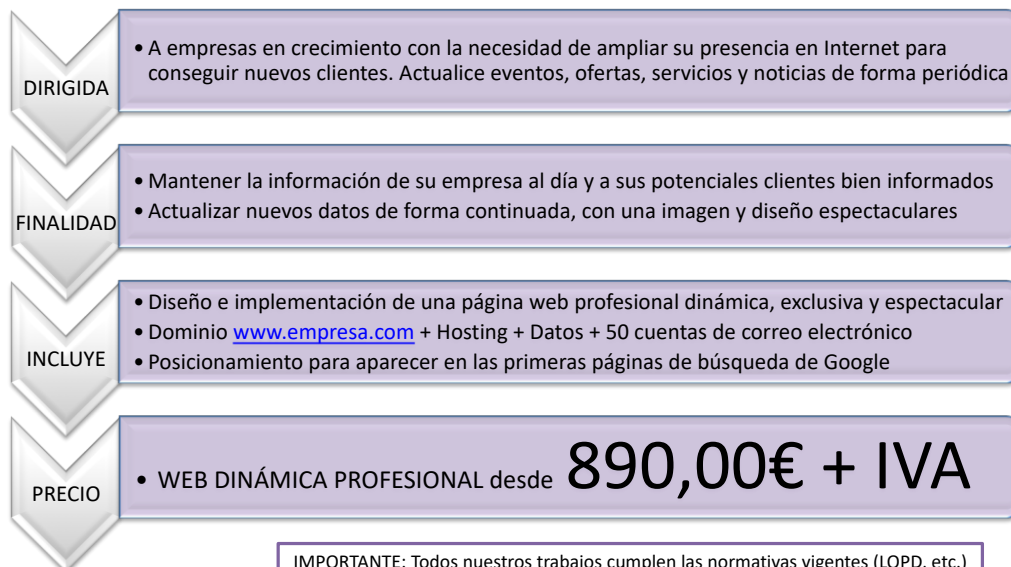 DIRIGIDA
• A empresas en crecimiento con la necesidad de ampliar su presencia en Internet para
conseguir nuevos clientes. Actualice eventos, ofertas, servicios y noticias de forma periódica
FINALIDAD
• Mantener la información de su empresa al día y a sus potenciales clientes bien informados
• Actualizar nuevos datos de forma continuada, con una imagen y diseño espectaculares
INCLUYE
• Diseño e implementación de una página web profesional dinámica, exclusiva y espectacular
• Dominio www.empresa.com + Hosting + Datos + 50 cuentas de correo electrónico
• Posicionamiento para aparecer en las primeras páginas de búsqueda de Google
PRECIO
• WEB DINÁMICA PROFESIONAL desde 890,00€ + IVA
IMPORTANTE: Todos nuestros trabajos cumplen las normativas vigentes (LOPD, etc.)